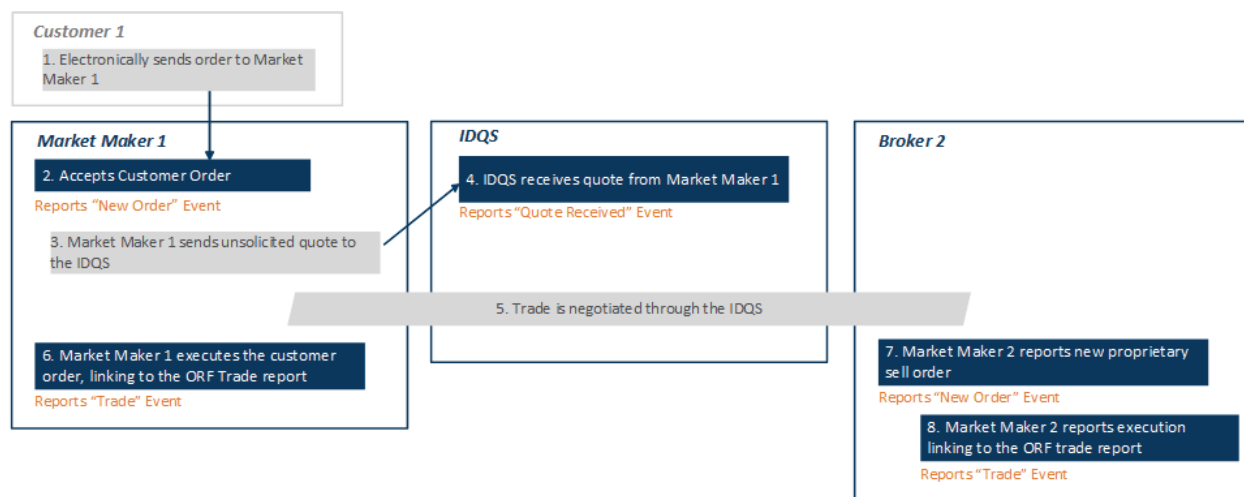 Customer 1
1. Electronically sends order to Market
Maker 1
Market Maker 1
2. Accepts Customer Order
Reports “New Order” Event
3. Market Maker 1 sends unsolicited quote to
the IDQS
IDQS
4. IDQS receives quote from Market Maker 1
Reports “Quote Received” Event
Broker 2
5. Trade is negotiated through the IDQS
6. Market Maker 1 executes the customer
order, linking to the ORF Trade report
Reports “Trade” Event
7. Market Maker 2 reports new proprietary
sell order
Reports “New Order” Event
8. Market Maker 2 reports execution
linking to the ORF trade report
Reports “Trade” Event